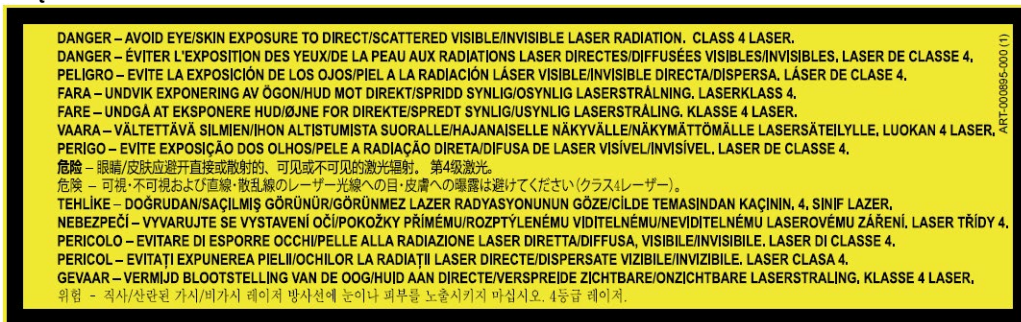 DANGER – AVOID EYE/SKIN EXPOSURE TO DIRECT/SCATTERED VISIBLE/INVISIBLE LASER RADIATION. CLASS 4 LASER.
DANGER – ÉVITER L'EXPOSITION DES YEUX/DE LA PEAU AUX RADIATIONS LASER DIRECTES/DIFFUSÉES VISIBLES/INVISIBLES. LASER DE CLASSE 4.
PELIGRO – EVITE LA EXPOSICIÓN DE LOS OJOS/PIEL A LA RADIACIÓN LÁSER VISIBLE/INVISIBLE DIRECTA/DISPERSA. LÁSER DE CLASE 4.
FARA – UNDVIK EXPONERING AV ÖGON/HUD MOT DIREKT/SPRIDD SYNLIG/OSYNLIG LASERSTRÅLNING. LASERKLASS 4.
FARE – UNDGÅ AT EKSPONERE HUD/ØJNE FOR DIREKTE/SPREDT SYNLIG/USYNLIG LASERSTRÅLING. KLASSE 4 LASER.
VAARA – VÄLTETTÄVÄ SILMIEN/IHON ALTISTUMISTA SUORALLE/HAJANAISELLE NÄKYVÄLLE/NÄKYMÄTTÖMÄLLE LASERSÄTEILYLLE. LUOKAN 4 LASER.
PERIGO – EVITE EXPOSIÇÃO DOS OLHOS/PELE A RADIAÇÃO DIRETA/DIFUSA DE LASER VISÍVEL/INVISÍVEL. LASER DE CLASSE 4.
危险 – 眼睛/皮肤应避开直接或散射的、可见或不可见的激光辐射。 第4级激光。
危険 – 可視・不可視および直線・散乱線のレーザー光線への目・皮膚への曝露は避けてください(クラス4レーザー)。
TEHLİKE – DOĞRUDAN/SAÇILMIŞ GÖRÜNÜR/GÖRÜNMEZ LAZER RADYASYONUNUN GÖZE/CİLDE TEMASINDAN KAÇININ. 4. SINIF LAZER.
NEBEZPEČÍ – VYVARUJTE SE VYSTAVENÍ OČÍ/POKOŽKY PŘÍMÉMU/ROZPTÝLENÉMU VIDITELNÉMU/NEVIDITELNÉMU LASEROVÉMU ZÁŘENÍ. LASER TŘÍDY 4.
PERICOLO – EVITARE DI ESPORRE OCCHI/PELLE ALLA RADIAZIONE LASER DIRETTA/DIFFUSA, VISIBILE/INVISIBILE. LASER DI CLASSE 4.
PERICOL – EVITAȚI EXPUNEREA PIELII/OCHILOR LA RADIAȚII LASER DIRECTE/DISPERSATE VIZIBILE/INVIZIBILE. LASER CLASA 4.
GEVAAR – VERMIJD BLOOTSTELLING VAN DE OOG/HUID AAN DIRECTE/VERSPREIDE ZICHTBARE/ONZICHTBARE LASERSTRALING. KLASSE 4 LASER.
위험 - 직사/산란된 가시/비가시 레이저 방사선에 눈이나 피부를 노출시키지 마십시오. 4등급 레이저.
ART-000895-000 (1)